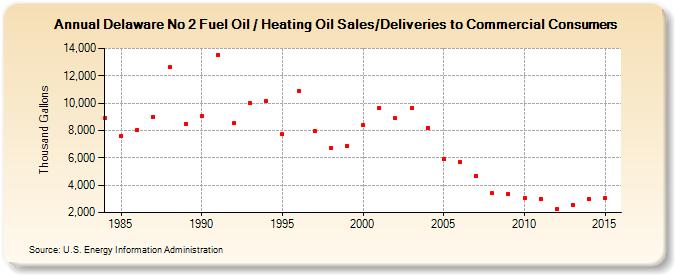 Annual Delaware No 2 Fuel Oil / Heating Oil Sales/Deliveries to Commercial Consumers
Thousand Gallons
14,000
12,000
10,000
8,000
6,000
4,000
2,000
1985 1990 1995 2000 2005 2010 2015
Source: U.S. Energy Information Administration